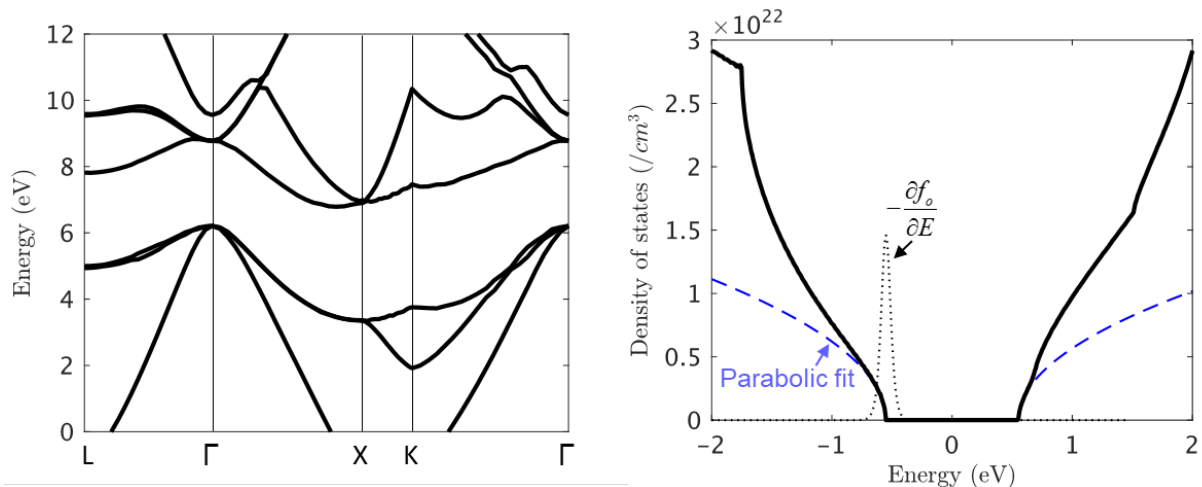 12
10
8
6
4
2
0
Energy (eV)
L Γ X K Γ
×10^22
3
2.5
2
1.5
1
0.5
0
Density of states (/cm^3)
-∂f_o/∂E
Parabolic fit
-2 -1 0 1 2
Energy (eV)